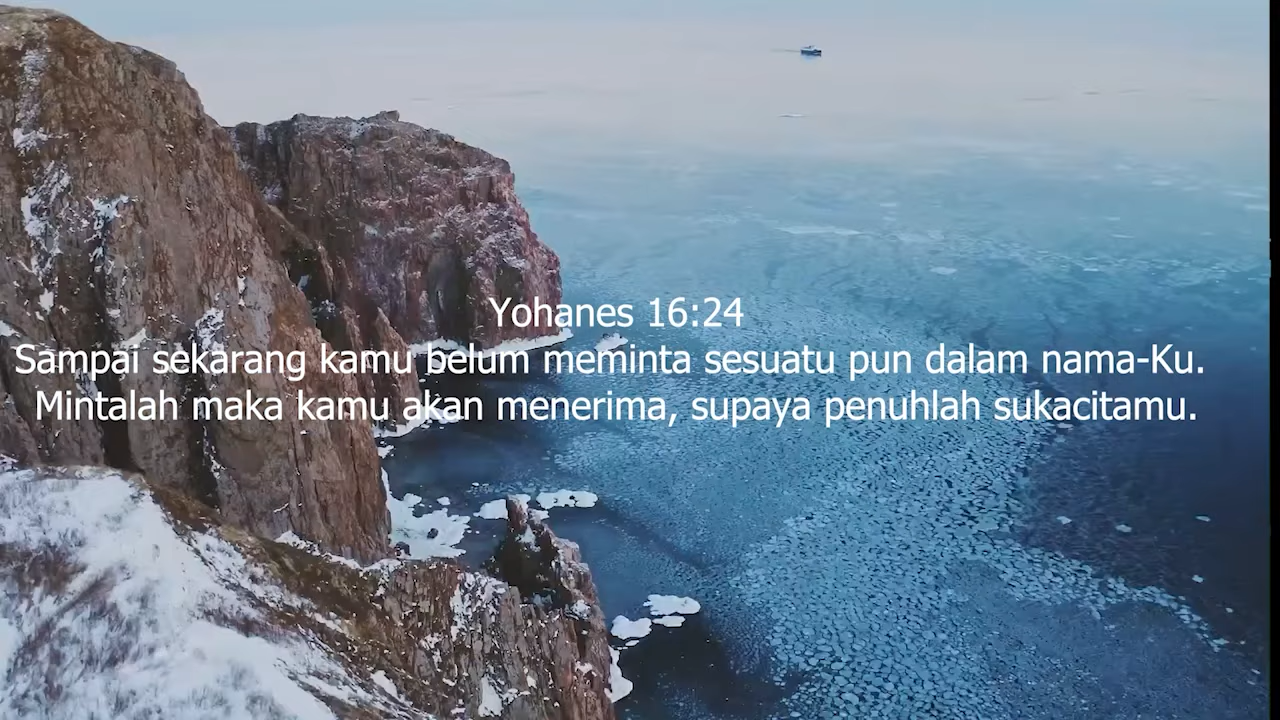 Yohanes 16:24
Sampai sekarang kamu belum meminta sesuatu pun dalam nama-Ku.
Mintalah maka kamu akan menerima, supaya penuhlah sukacitamu.